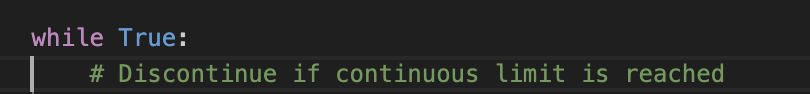 while True:
    # Discontinue if continuous limit is reached